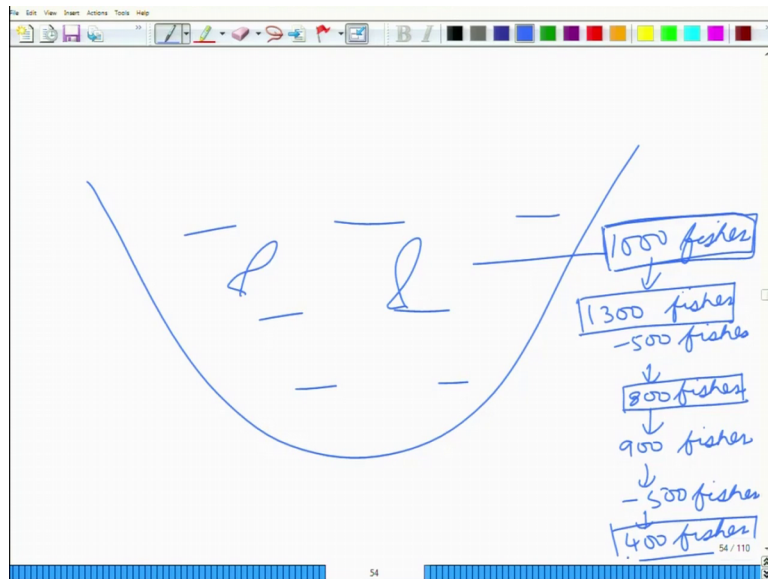 File Edit View Insert Actions Tools Help
B I
1000 fishes
1300 fishes
-500 fishes
800 fishes
900 fishes
-500 fishes
400 fishes
54 / 110
54